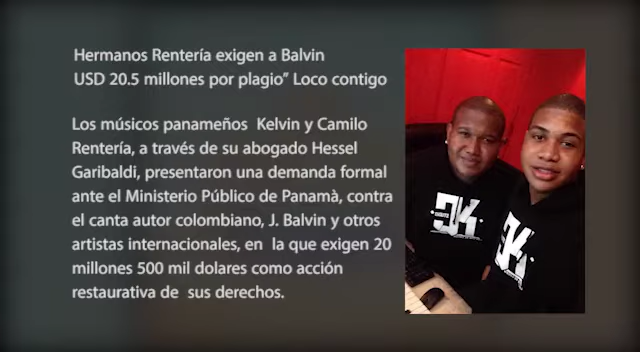 Hermanos Rentería exigen a Balvin
USD 20.5 millones por plagio” Loco contigo
Los músicos panameños Kelvin y Camilo
Rentería, a través de su abogado Hessel
Garibaldi, presentaron una demanda formal
ante el Ministerio Público de Panamà, contra
el canta autor colombiano, J. Balvin y otros
artistas internacionales, en la que exigen 20
millones 500 mil dolares como acción
restaurativa de sus derechos.